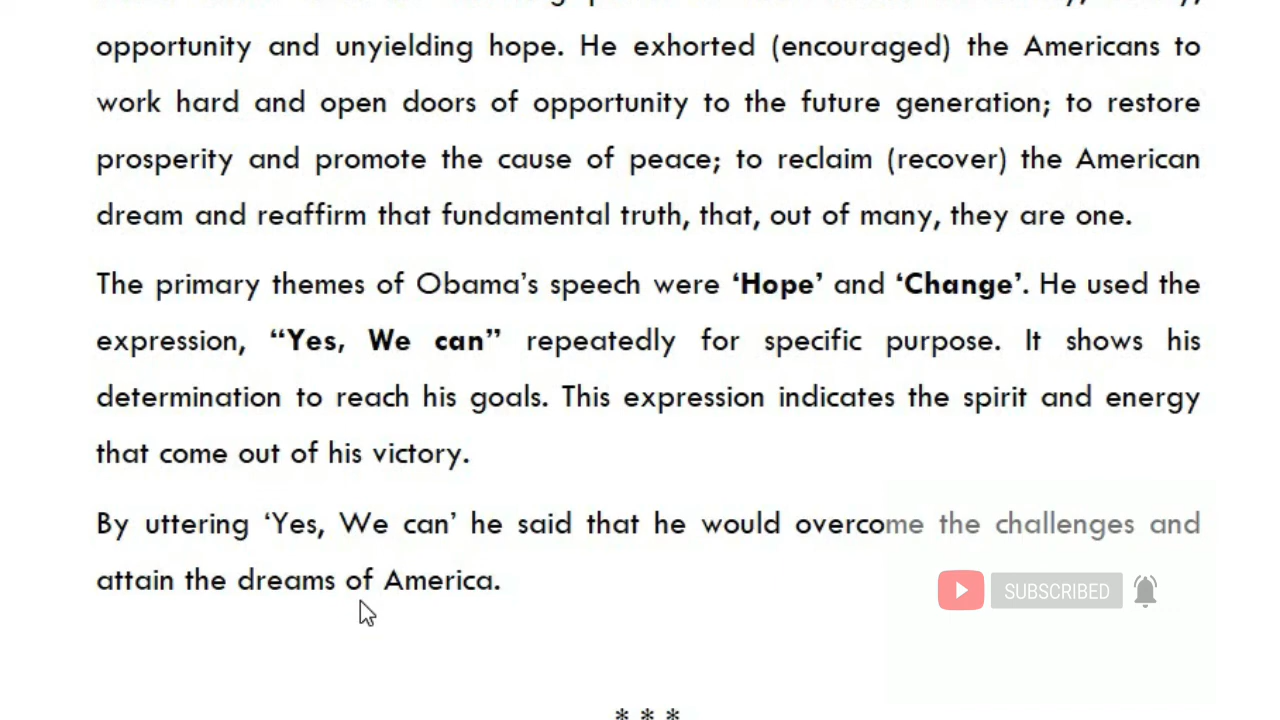 opportunity and unyielding hope. He exhorted (encouraged) the Americans to
work hard and open doors of opportunity to the future generation; to restore
prosperity and promote the cause of peace; to reclaim (recover) the American
dream and reaffirm that fundamental truth, that, out of many, they are one.
The primary themes of Obama’s speech were ‘Hope’ and ‘Change’. He used the
expression, “Yes, We can” repeatedly for specific purpose. It shows his
determination to reach his goals. This expression indicates the spirit and energy
that come out of his victory.
By uttering ‘Yes, We can’ he said that he would overcome the challenges and
attain the dreams of America.
SUBSCRIBED
* * *